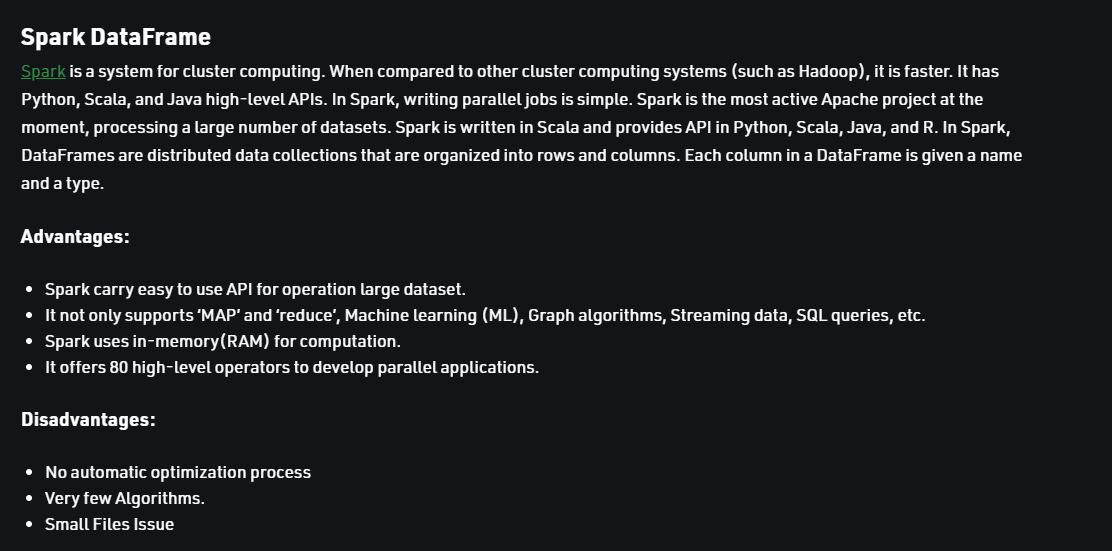 Spark DataFrame
Spark is a system for cluster computing. When compared to other cluster computing systems (such as Hadoop), it is faster. It has
Python, Scala, and Java high-level APIs. In Spark, writing parallel jobs is simple. Spark is the most active Apache project at the
moment, processing a large number of datasets. Spark is written in Scala and provides API in Python, Scala, Java, and R. In Spark,
DataFrames are distributed data collections that are organized into rows and columns. Each column in a DataFrame is given a name
and a type.
Advantages:
• Spark carry easy to use API for operation large dataset.
• It not only supports ‘MAP’ and ‘reduce’, Machine learning (ML), Graph algorithms, Streaming data, SQL queries, etc.
• Spark uses in-memory(RAM) for computation.
• It offers 80 high-level operators to develop parallel applications.
Disadvantages:
• No automatic optimization process
• Very few Algorithms.
• Small Files Issue